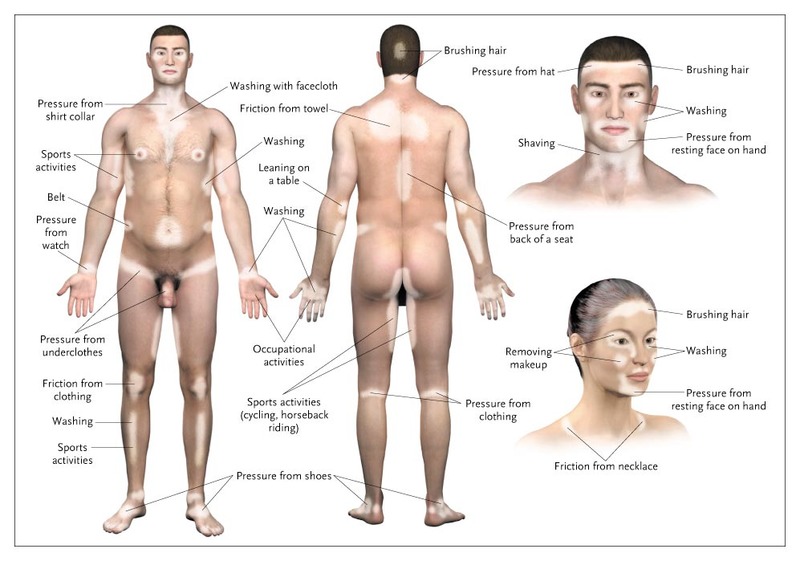 Pressure from
shirt collar
Sports
activities
Belt
Pressure
from
watch
Pressure from
underclothes
Friction from
clothing
Washing
Sports
activities
Washing with facecloth
Friction from towel
Washing
Leaning on
a table
Washing
Occupational
activities
Sports activities
(cycling, horseback
riding)
Pressure from shoes
Brushing hair
Pressure from
back of a seat
Pressure from
clothing
Pressure from hat
Brushing hair
Washing
Shaving
Pressure from
resting face on hand
Brushing hair
Removing
makeup
Washing
Pressure from
resting face on hand
Friction from necklace